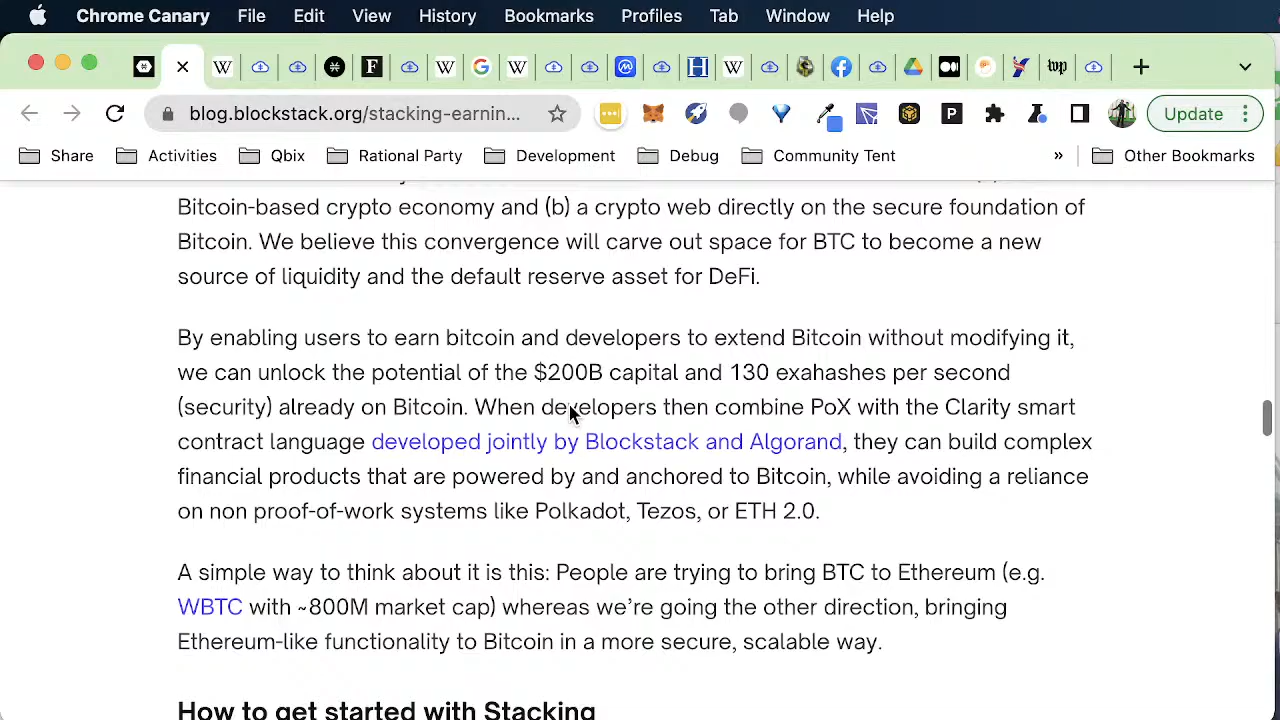 Chrome Canary File Edit View History Bookmarks Profiles Tab Window Help
blog.blockstack.org/stacking-earnin... Update
Share Activities Qbix Rational Party Development Debug Community Tent » Other Bookmarks
Bitcoin-based crypto economy and (b) a crypto web directly on the secure foundation of
Bitcoin. We believe this convergence will carve out space for BTC to become a new
source of liquidity and the default reserve asset for DeFi.
By enabling users to earn bitcoin and developers to extend Bitcoin without modifying it,
we can unlock the potential of the $200B capital and 130 exahashes per second
(security) already on Bitcoin. When developers then combine PoX with the Clarity smart
contract language developed jointly by Blockstack and Algorand, they can build complex
financial products that are powered by and anchored to Bitcoin, while avoiding a reliance
on non proof-of-work systems like Polkadot, Tezos, or ETH 2.0.
A simple way to think about it is this: People are trying to bring BTC to Ethereum (e.g.
WBTC with ~800M market cap) whereas we're going the other direction, bringing
Ethereum-like functionality to Bitcoin in a more secure, scalable way.
How to get started with Stacking